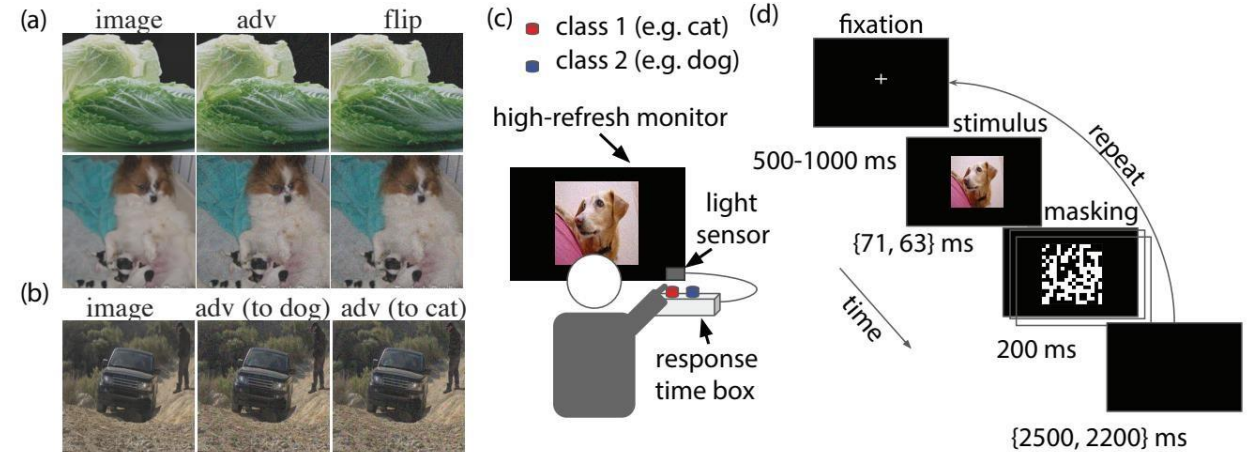 (a)
image adv flip
(b)
image adv (to dog) adv (to cat)
(c)
class 1 (e.g. cat)
class 2 (e.g. dog)
high-refresh monitor
light
sensor
response
time box
(d)
fixation
500-1000 ms
stimulus
{71, 63} ms
masking
200 ms
{2500, 2200} ms
repeat
time